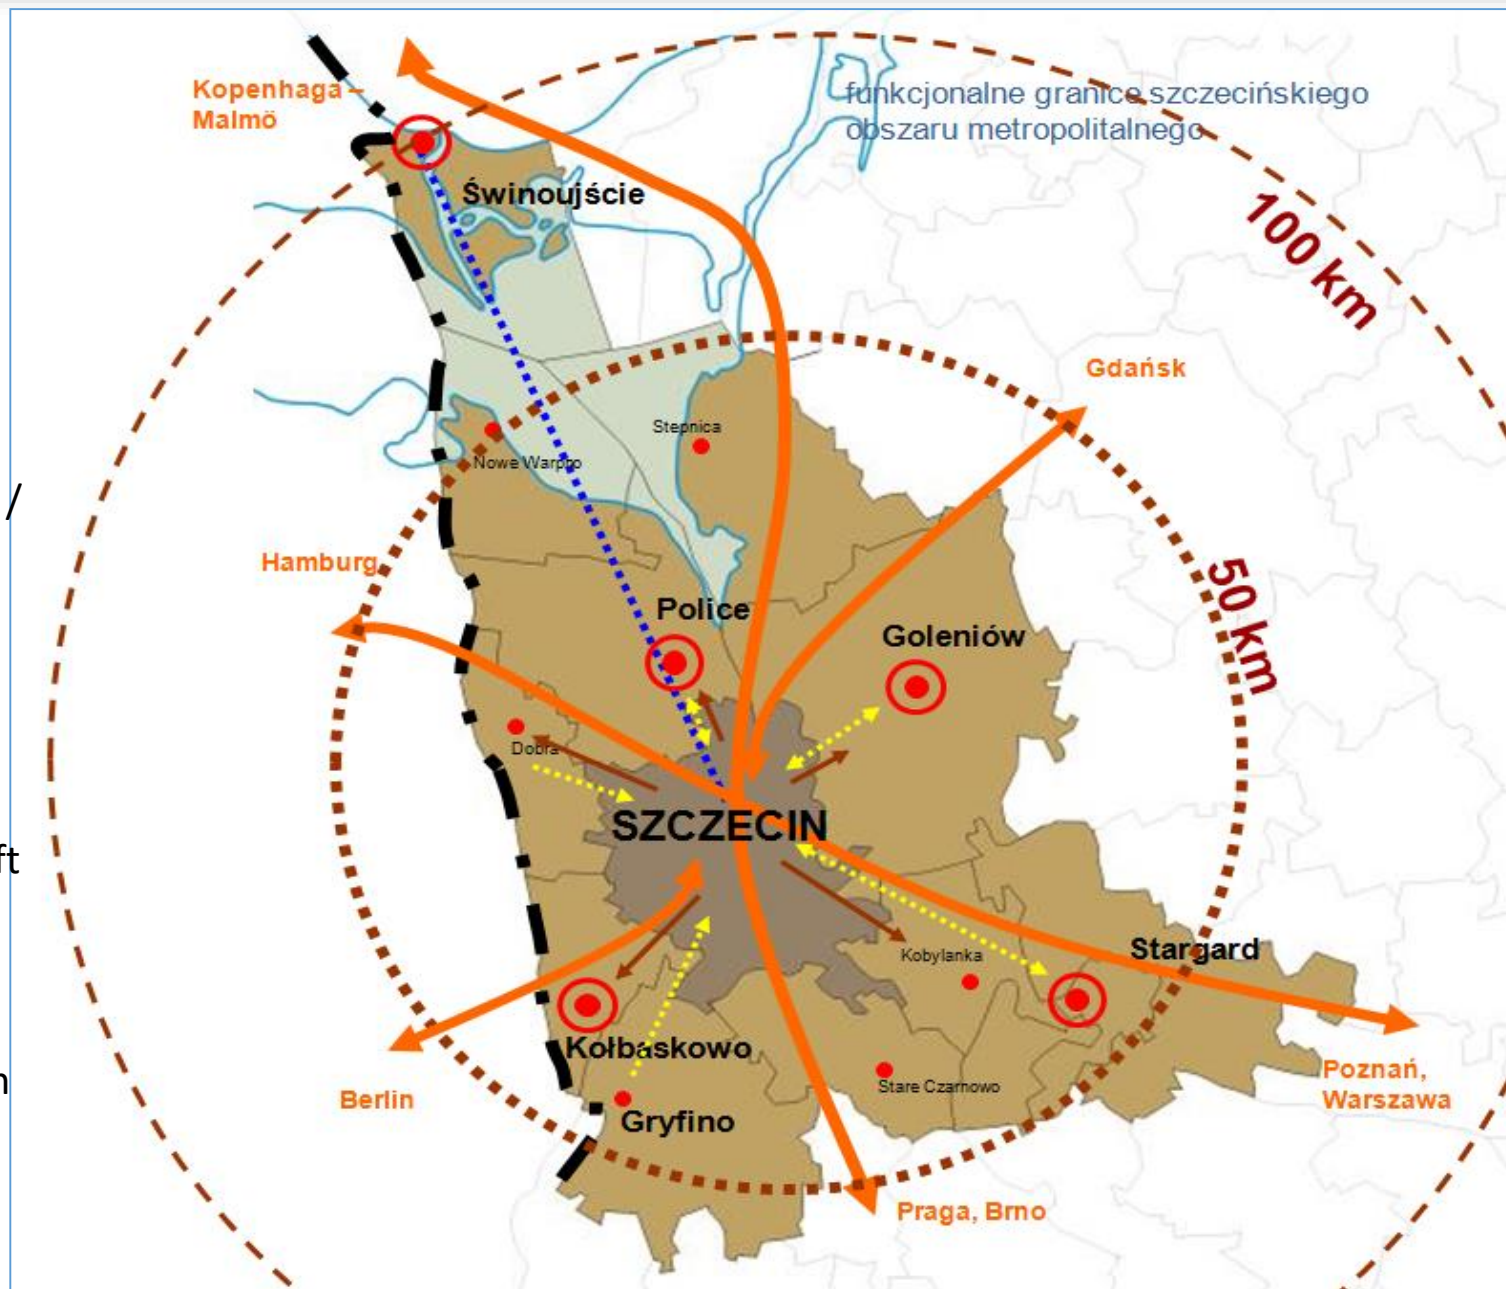 Kopenhaga –
Malmö
funkcjonalne granice szczecińskiego
obszaru metropolitalnego
Świnoujście
100 km
Gdańsk
Stepnica
Nowe Warpno
/
Hamburg
50 km
Police
Goleniów
Dobra
SZCZECIN
ft
Stargard
Kobylanka
Kołbaskowo
Poznań,
Warszawa
Stare Czarnowo
Berlin
Gryfino
Praga, Brno